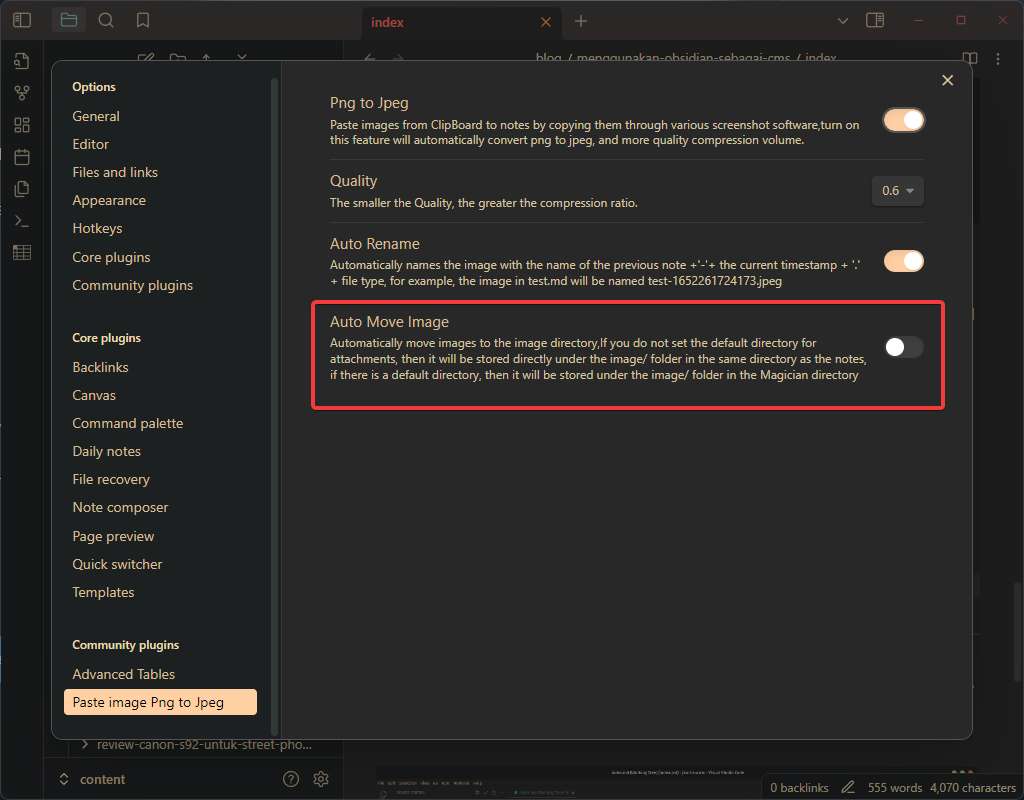 index
blog / menggunakan-obsidian-sebagai-cms / index
Options
General
Editor
Files and links
Appearance
Hotkeys
Core plugins
Community plugins
Core plugins
Backlinks
Canvas
Command palette
Daily notes
File recovery
Note composer
Page preview
Quick switcher
Templates
Community plugins
Advanced Tables
Paste image Png to Jpeg
Png to Jpeg
Paste images from ClipBoard to notes by copying them through various screenshot software,turn on
this feature will automatically convert png to jpeg, and more quality compression volume.
Quality
The smaller the Quality, the greater the compression ratio.
0.6
Auto Rename
Automatically names the image with the name of the previous note +'-'+ the current timestamp + '.'
+ file type, for example, the image in test.md will be named test-1652261724173.jpeg
Auto Move Image
Automatically move images to the image directory,If you do not set the default directory for
attachments, then it will be stored directly under the image/ folder in the same directory as the notes,
if there is a default directory, then it will be stored under the image/ folder in the Magician directory
review-canon-s92-untuk-street-pho...
content
0 backlinks
555 words
4,070 characters